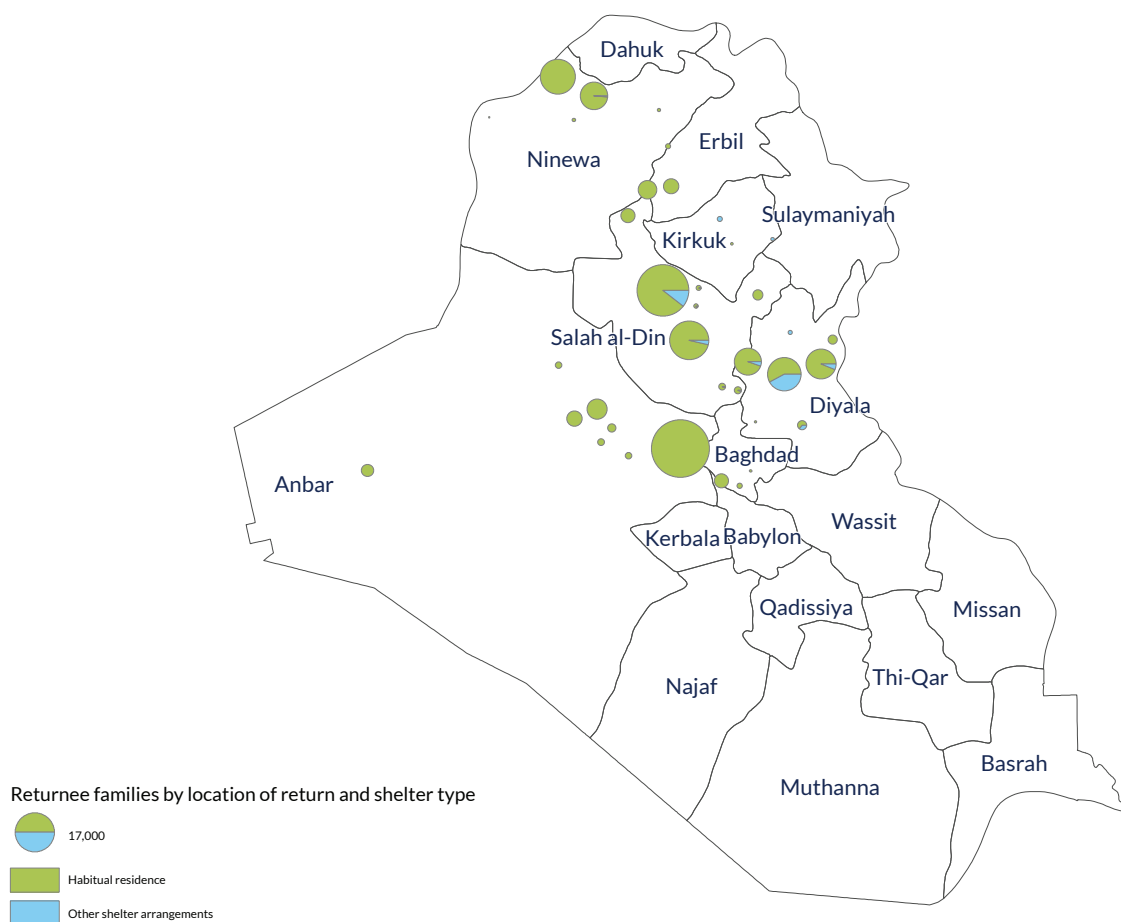 Dahuk
Erbil
Ninewa
Sulaymaniyah
Kirkuk
Salah al-Din
Diyala
Baghdad
Anbar
Wassit
Kerbala
Babylon
Qadissiya
Missan
Thi-Qar
Najaf
Basrah
Muthanna
Returnee families by location of return and shelter type
17,000
Habitual residence
Other shelter arrangements